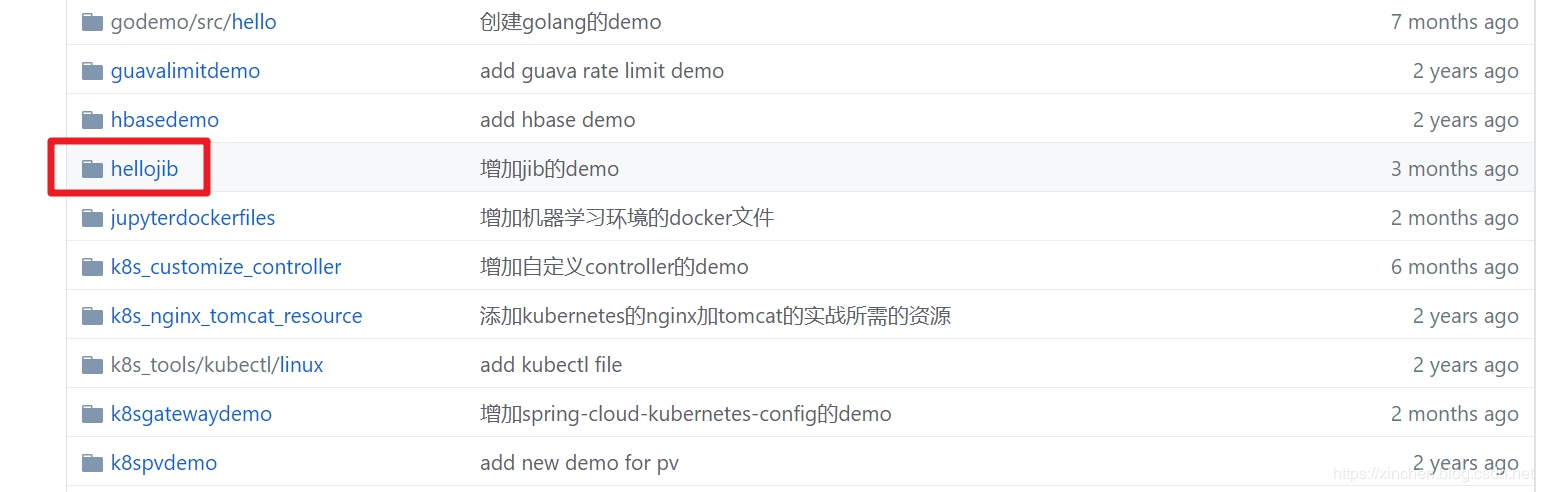 godemo/src/hello 创建golang的demo 7 months ago
guavalimitdemo add guava rate limit demo 2 years ago
hbasedemo add hbase demo 2 years ago
hellojib 增加jib的demo 3 months ago
jupyterdockerfiles 增加机器学习环境的docker文件 2 months ago
k8s_customize_controller 增加自定义controller的demo 6 months ago
k8s_nginx_tomcat_resource 添加kubernetes的nginx加tomcat的实战所需的资源 2 years ago
k8s_tools/kubectl/linux add kubectl file 2 years ago
k8sgatewaydemo 增加spring-cloud-kubernetes-config的demo 2 months ago
k8spvdemo add new demo for pv 2 years ago
https://xinchen.blog.csdn.net